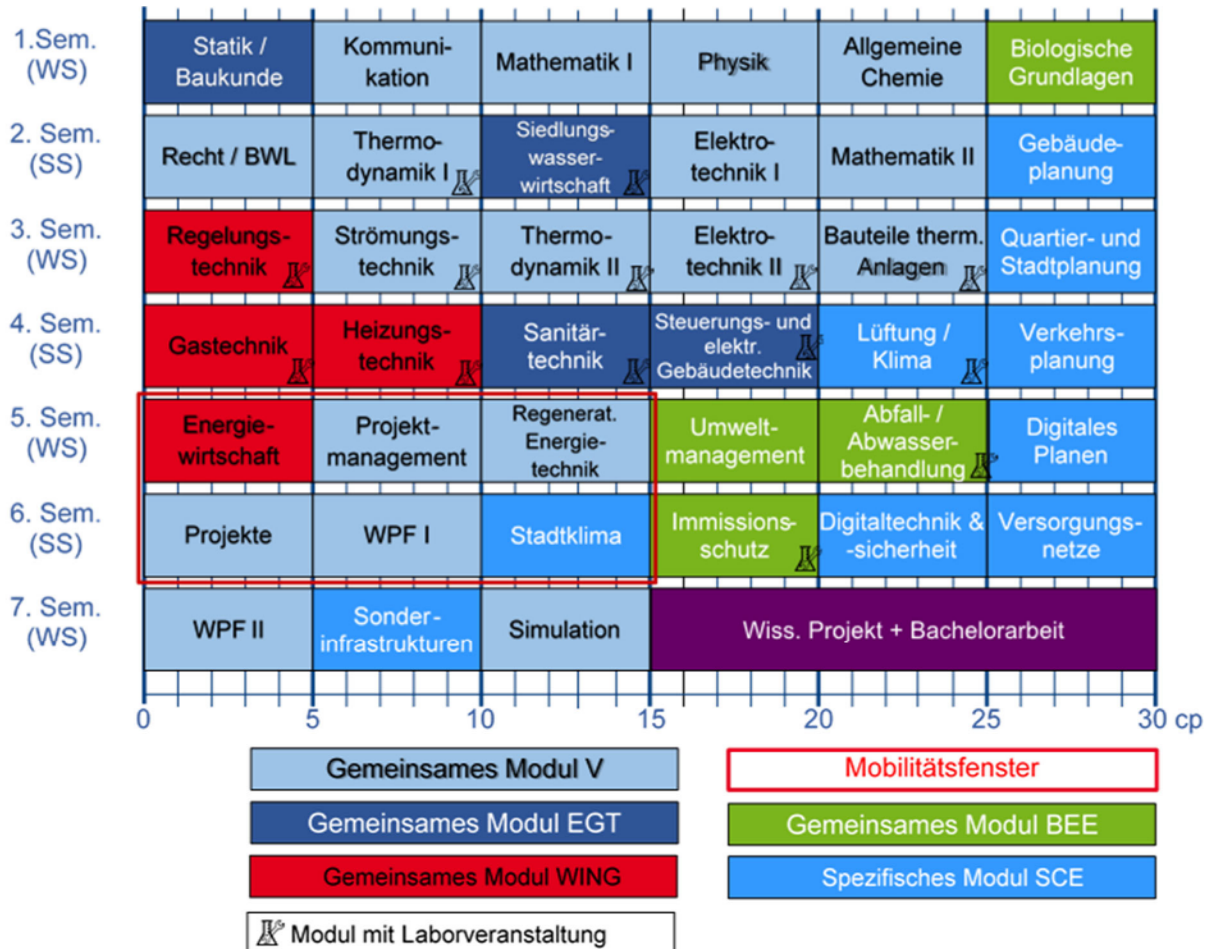 1.Sem.
(WS)
Statik /
Baukunde
Kommuni-
kation
Mathematik I
Physik
Allgemeine
Chemie
Biologische
Grundlagen
2. Sem.
(SS)
Recht / BWL
Thermo-
dynamik I
Siedlungs-
wasser-
wirtschaft
Elektro-
technik I
Mathematik II
Gebäude-
planung
3. Sem.
(WS)
Regelungs-
technik
Strömungs-
technik
Thermo-
dynamik II
Elektro-
technik II
Bauteile therm.
Anlagen
Quartier- und
Stadtplanung
4. Sem.
(SS)
Gastechnik
Heizungs-
technik
Sanitär-
technik
Steuerungs- und
elektr.
Gebäudetechnik
Lüftung /
Klima
Verkehrs-
planung
5. Sem.
(WS)
Energie-
wirtschaft
Projekt-
management
Regenerat.
Energie-
technik
Umwelt-
management
Abfall- /
Abwasser-
behandlung
Digitales
Planen
6. Sem.
(SS)
Projekte
WPF I
Stadtklima
Immissions-
schutz
Digitaltechnik &
-sicherheit
Versorgungs-
netze
7. Sem.
(WS)
WPF II
Sonder-
infrastrukturen
Simulation
Wiss. Projekt + Bachelorarbeit
0 5 10 15 20 25 30 cp
Gemeinsames Modul V
Mobilitätsfenster
Gemeinsames Modul EGT
Gemeinsames Modul BEE
Gemeinsames Modul WING
Spezifisches Modul SCE
Modul mit Laborveranstaltung